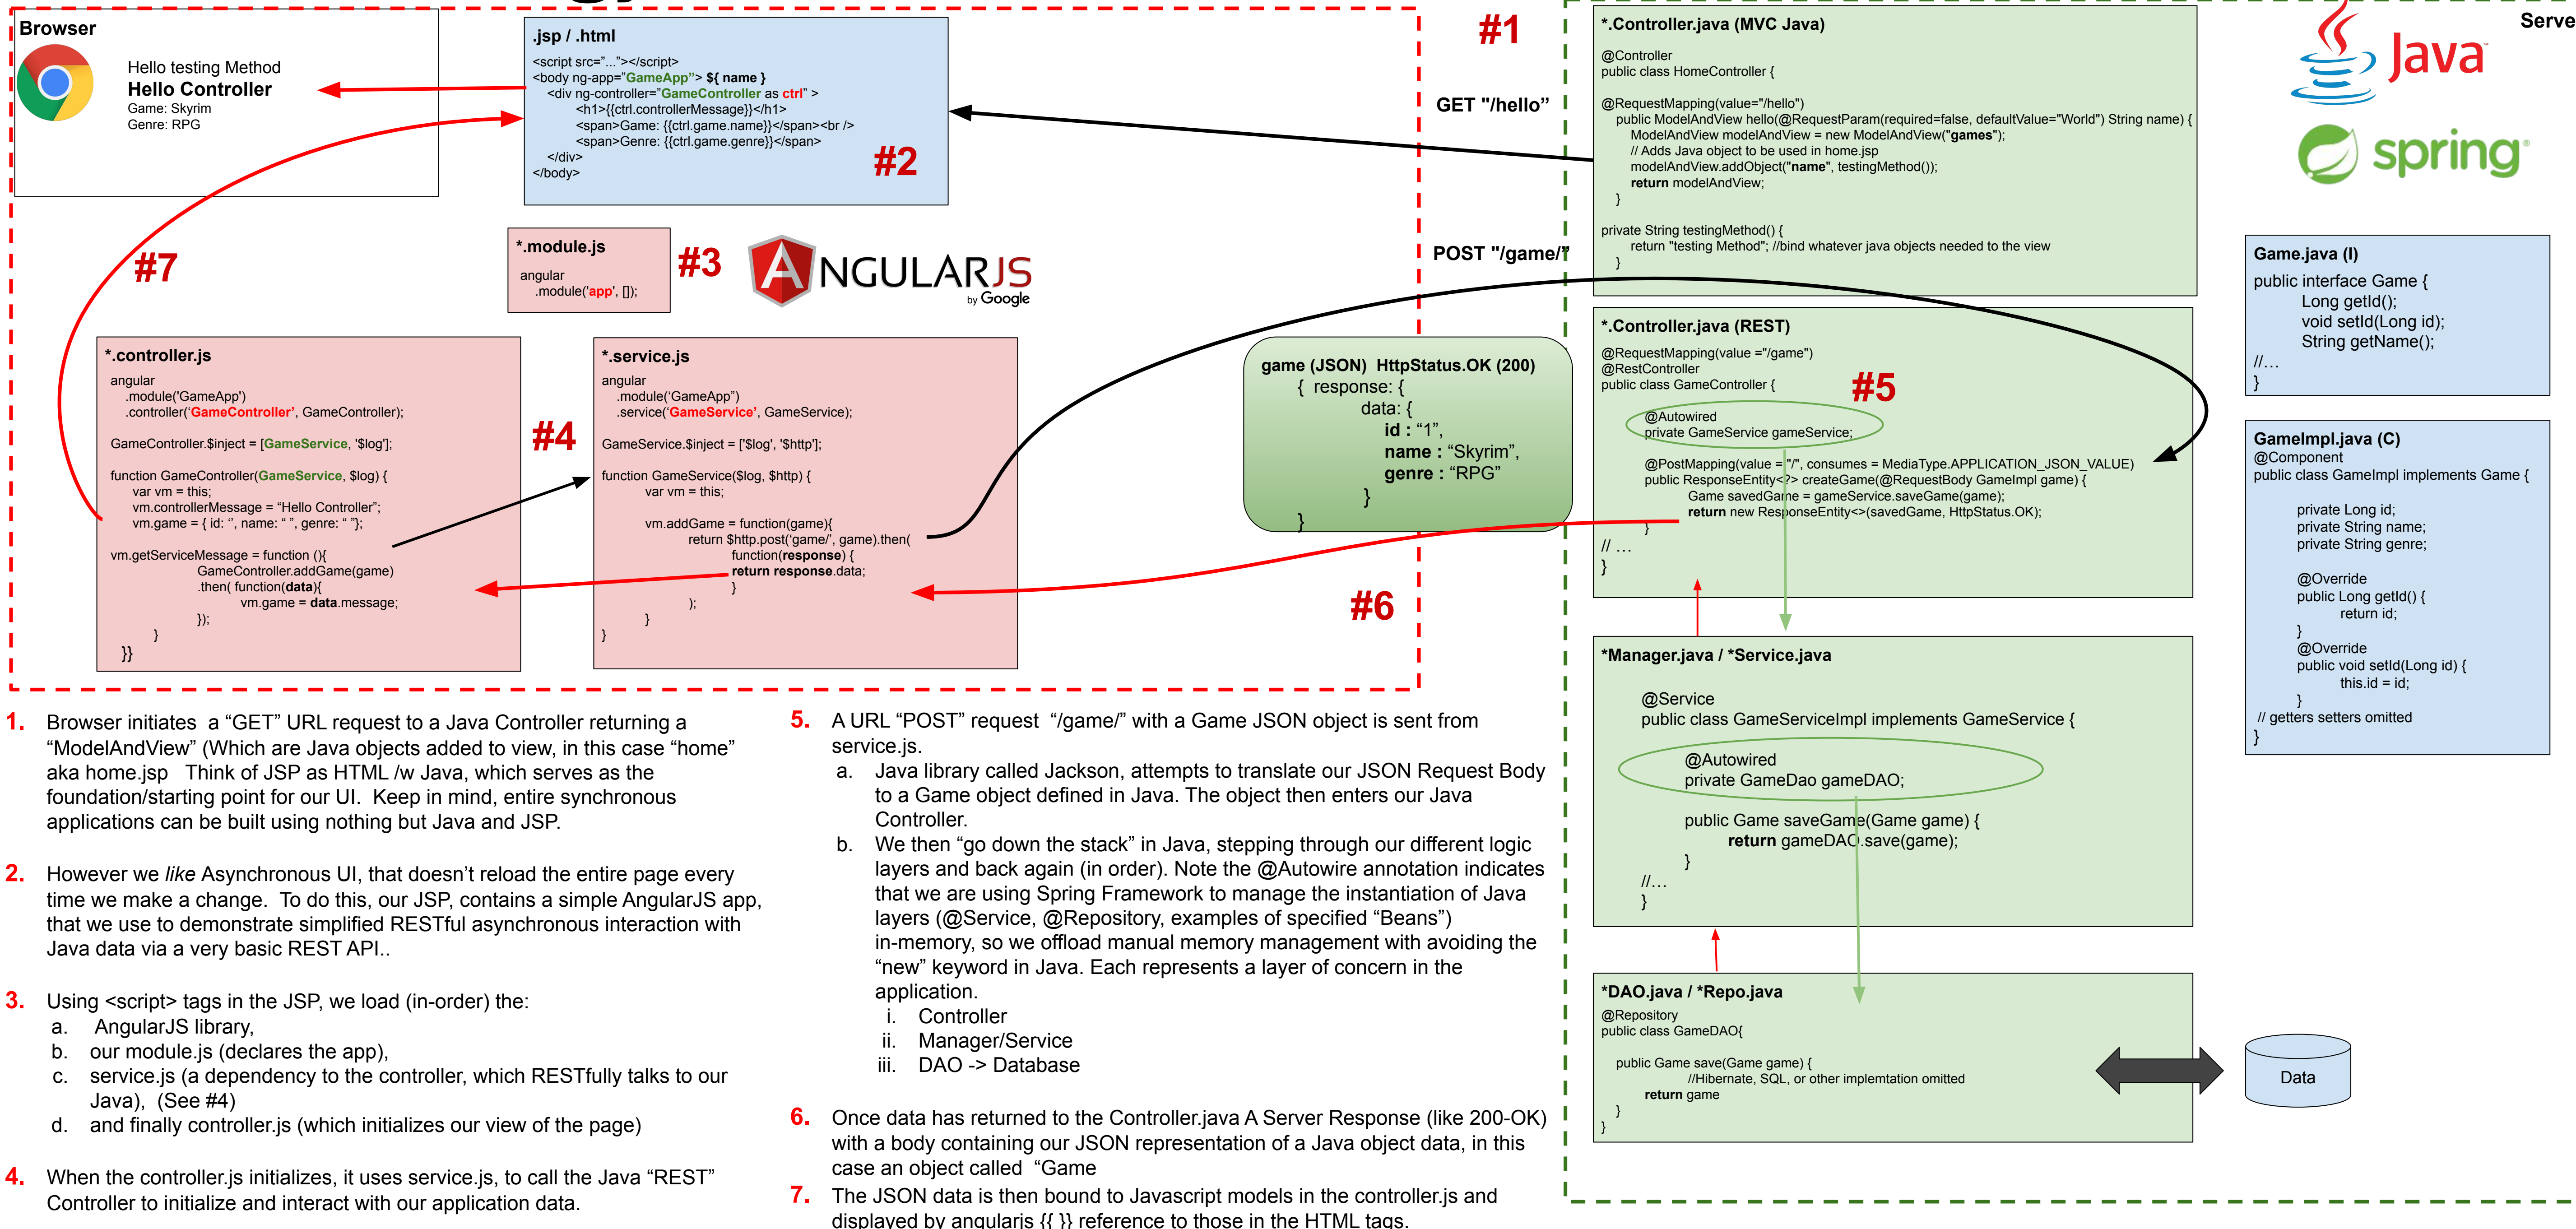 Browser
Hello testing Method
Hello Controller
Game: Skyrim
Genre: RPG
.jsp / .html
<script src="..."></script>
<body ng-app="GameApp"> ${ name }
<div ng-controller="GameController as ctrl" >
<h1>{{ctrl.controllerMessage}}</h1>
<span>Game: {{ctrl.game.name}}</span><br />
<span>Genre: {{ctrl.game.genre}}</span>
</div>
</body>
#2
#7
*.module.js
angular
.module('app', []);
#3
ANGULARJS
by Google
*.controller.js
angular
.module('GameApp')
.controller('GameController', GameController);
GameController.$inject = [GameService, '$log'];
function GameController(GameService, $log) {
var vm = this;
vm.controllerMessage = “Hello Controller”;
vm.game = { id: ‘’, name: “ ”, genre: “ ”};
vm.getServiceMessage = function (){
GameController.addGame(game)
.then( function(data){
vm.game = data.message;
});
}
}}
#4
*.service.js
angular
.module(‘GameApp”)
.service(‘GameService’, GameService);
GameService.$inject = ['$log', '$http'];
function GameService($log, $http) {
var vm = this;
vm.addGame = function(game){
return $http.post(‘game/’, game).then(
function(response) {
return response.data;
}
);
}
}
#1
GET "/hello”
POST "/game/”
game (JSON) HttpStatus.OK (200)
{ response: {
data: {
id : “1”,
name : “Skyrim”,
genre : “RPG”
}
}
#6
*.Controller.java (MVC Java)
@Controller
public class HomeController {
@RequestMapping(value="/hello")
public ModelAndView hello(@RequestParam(required=false, defaultValue="World") String name) {
ModelAndView modelAndView = new ModelAndView("games");
// Adds Java object to be used in home.jsp
modelAndView.addObject("name", testingMethod());
return modelAndView;
}
private String testingMethod() {
return "testing Method"; //bind whatever java objects needed to the view
}
*.Controller.java (REST)
@RequestMapping(value ="/game")
@RestController
public class GameController {
#5
@Autowired
private GameService gameService;
@PostMapping(value = "/", consumes = MediaType.APPLICATION_JSON_VALUE)
public ResponseEntity<?> createGame(@RequestBody GameImpl game) {
Game savedGame = gameService.saveGame(game);
return new ResponseEntity<>(savedGame, HttpStatus.OK);
}
// …
}
*Manager.java / *Service.java
@Service
public class GameServiceImpl implements GameService {
@Autowired
private GameDao gameDAO;
public Game saveGame(Game game) {
return gameDAO.save(game);
}
//…
}
*DAO.java / *Repo.java
@Repository
public class GameDAO{
public Game save(Game game) {
//Hibernate, SQL, or other implemtation omitted
return game
}
}
Serve
Java
spring
Game.java (I)
public interface Game {
Long getId();
void setId(Long id);
String getName();
//…
}
GameImpl.java (C)
@Component
public class GameImpl implements Game {
private Long id;
private String name;
private String genre;
@Override
public Long getId() {
return id;
}
@Override
public void setId(Long id) {
this.id = id;
}
// getters setters omitted
}
Data
1. Browser initiates a “GET” URL request to a Java Controller returning a
“ModelAndView” (Which are Java objects added to view, in this case “home”
aka home.jsp Think of JSP as HTML /w Java, which serves as the
foundation/starting point for our UI. Keep in mind, entire synchronous
applications can be built using nothing but Java and JSP.
2. However we like Asynchronous UI, that doesn’t reload the entire page every
time we make a change. To do this, our JSP, contains a simple AngularJS app,
that we use to demonstrate simplified RESTful asynchronous interaction with
Java data via a very basic REST API..
3. Using <script> tags in the JSP, we load (in-order) the:
a. AngularJS library,
b. our module.js (declares the app),
c. service.js (a dependency to the controller, which RESTfully talks to our
Java), (See #4)
d. and finally controller.js (which initializes our view of the page)
4. When the controller.js initializes, it uses service.js, to call the Java “REST”
Controller to initialize and interact with our application data.
5. A URL “POST” request “/game/” with a Game JSON object is sent from
service.js.
a. Java library called Jackson, attempts to translate our JSON Request Body
to a Game object defined in Java. The object then enters our Java
Controller.
b. We then “go down the stack” in Java, stepping through our different logic
layers and back again (in order). Note the @Autowire annotation indicates
that we are using Spring Framework to manage the instantiation of Java
layers (@Service, @Repository, examples of specified “Beans”)
in-memory, so we offload manual memory management with avoiding the
“new” keyword in Java. Each represents a layer of concern in the
application.
i. Controller
ii. Manager/Service
iii. DAO -> Database
6. Once data has returned to the Controller.java A Server Response (like 200-OK)
with a body containing our JSON representation of a Java object data, in this
case an object called “Game
7. The JSON data is then bound to Javascript models in the controller.js and
displayed by angularjs {{ }} reference to those in the HTML tags.